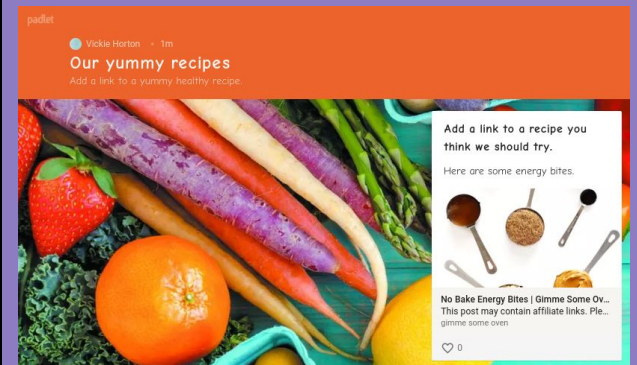 padlet
Vickie Horton • 1m
Our yummy recipes
Add a link to a yummy healthy recipe.
Add a link to a recipe you
think we should try.
Here are some energy bites.
No Bake Energy Bites | Gimme Some Ov...
This post may contain affiliate links. Ple...
gimme some oven
0